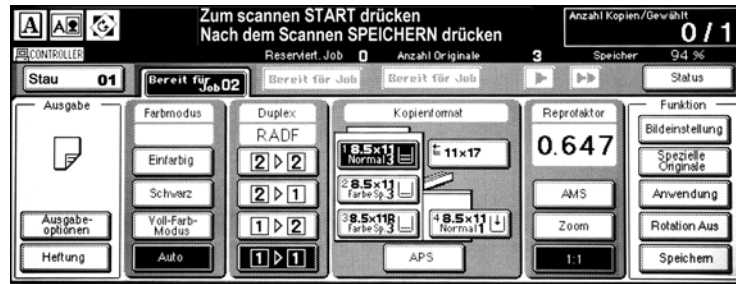 Zum scannen START drücken
Nach dem Scannen SPEICHERN drücken
Anzahl Kopien/Gewählt
0 / 1
CONTROLLER
Reserviert. Job 0
Anzahl Originale 3
Speicher 94 %
Stau 01
Bereit für Job 02
Bereit für Job
Bereit für Job
Status
Ausgabe
Ausgabe-
optionen
Heftung
Farbmodus
Einfarbig
Schwarz
Voll-Farb-
Modus
Auto
Duplex
RADF
2 ▷ 2
2 ▷ 1
1 ▷ 2
1 ▷ 1
Kopienformat
1 8.5x11
Normal 3
11x17
2 8.5x11
Farbe Sp. 3
3 8.5x11R
Farbe Sp. 3
4 8.5x11
Normal 1
APS
Reprofaktor
0.647
AMS
Zoom
1:1
Funktion
Bildeinstellung
Spezielle
Originale
Anwendung
Rotation Aus
Speichern